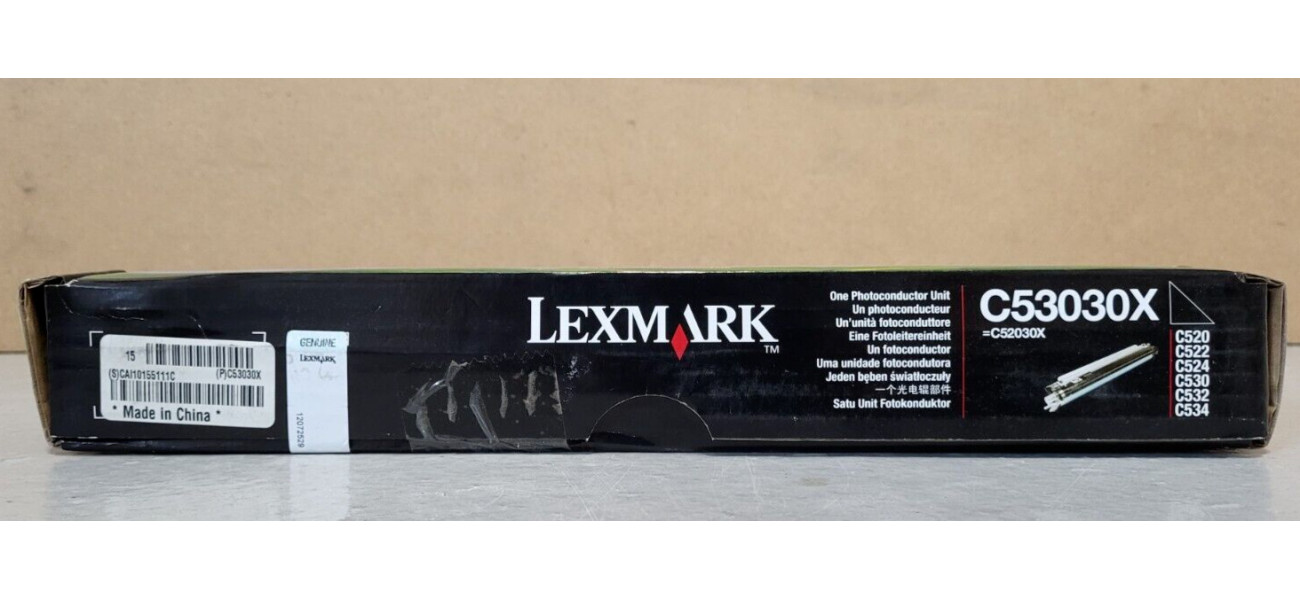 15
(S)CAI10155111C (P)C53030X
* Made in China *
GENUINE
LEXMARK
12072529
LEXMARK™
One Photoconductor Unit
Un photoconducteur
Un'unità fotoconduttore
Eine Fotoleitereinheit
Un fotoconductor
Uma unidade fotocondutora
Jeden bęben światłoczuły
一个光电辊部件
Satu Unit Fotokonduktor
C53030X
=C52030X
C520
C522
C524
C530
C532
C534